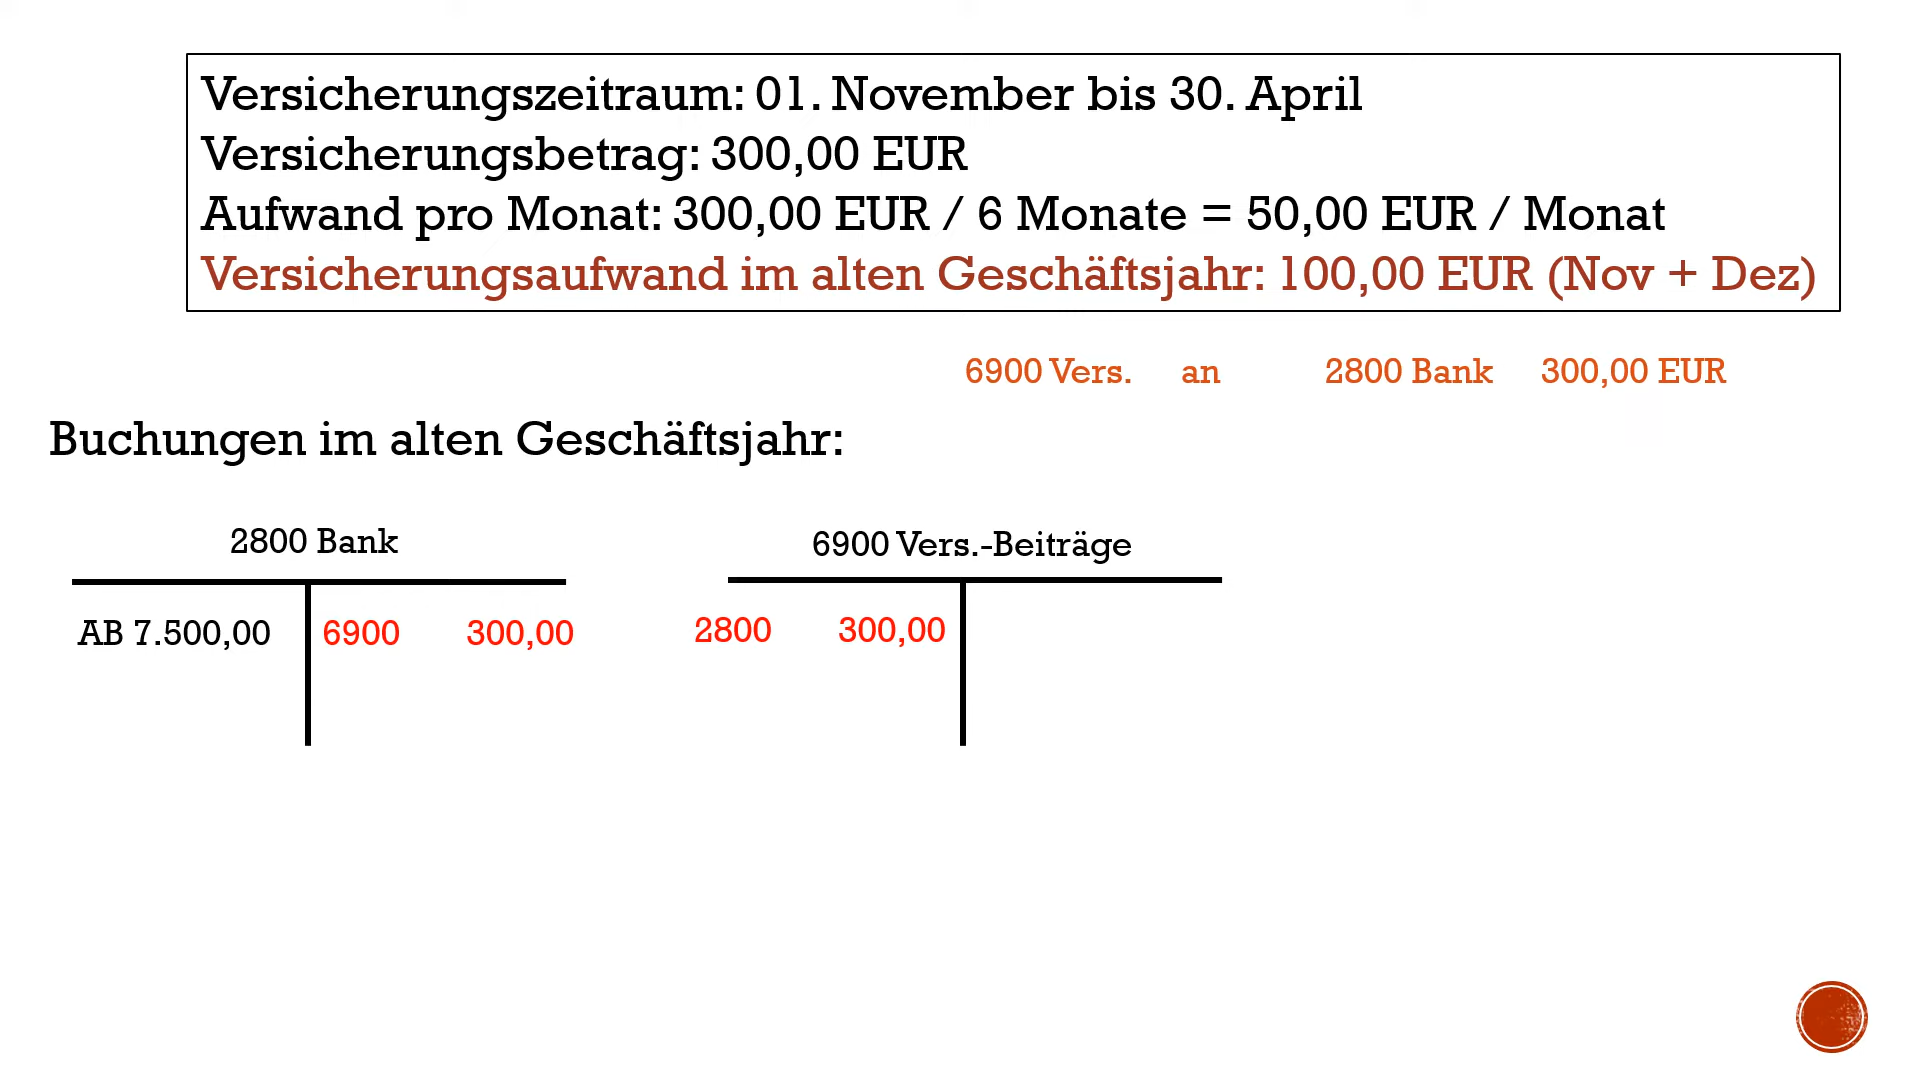 Versicherungszeitraum: 01. November bis 30. April
Versicherungsbetrag: 300,00 EUR
Aufwand pro Monat: 300,00 EUR / 6 Monate = 50,00 EUR / Monat
Versicherungsaufwand im alten Geschäftsjahr: 100,00 EUR (Nov + Dez)
6900 Vers. an 2800 Bank 300,00 EUR
Buchungen im alten Geschäftsjahr:
2800 Bank
AB 7.500,00 6900 300,00
6900 Vers.-Beiträge
2800 300,00